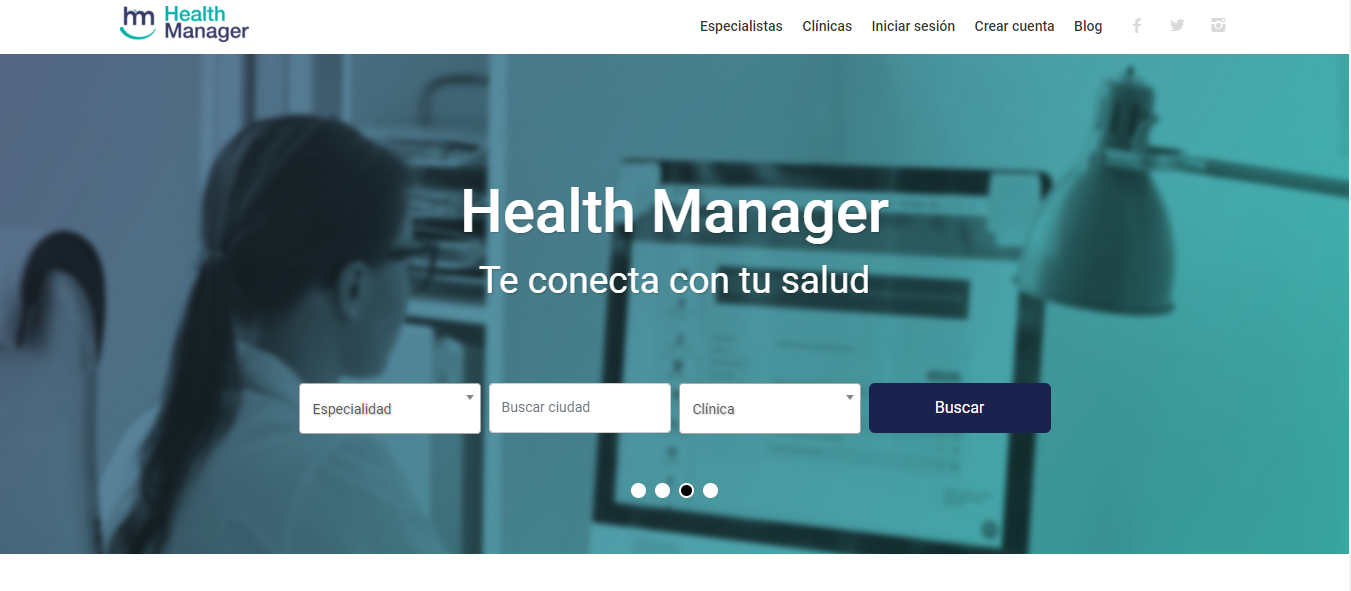 hm Health
Manager
Especialistas Clínicas Iniciar sesión Crear cuenta Blog
Health Manager
Te conecta con tu salud
Especialidad Buscar ciudad Clínica Buscar